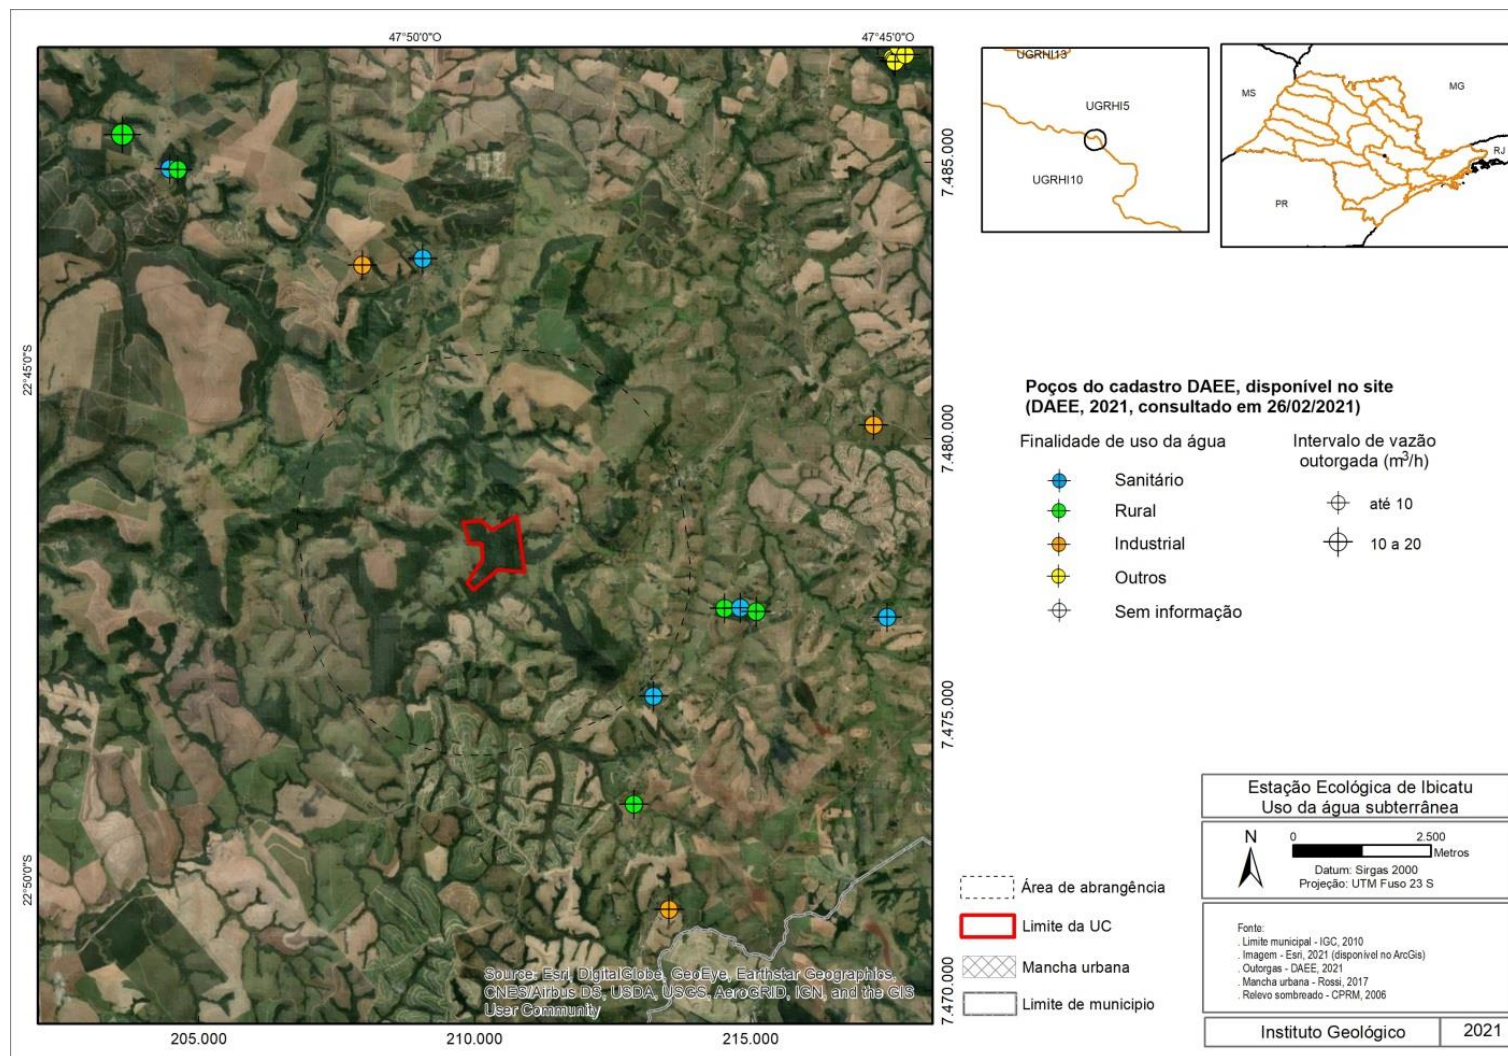 47°50'0"O
47°45'0"O
22°45'0"S
22°50'0"S
7.485.000
7.480.000
7.475.000
7.470.000
205.000
210.000
215.000
Source: Esri, DigitalGlobe, GeoEye, Earthstar Geographics,
CNES/Airbus DS, USDA, USGS, AeroGRID, IGN, and the GIS
User Community
UGRHI13
UGRHI5
UGRHI10
MS
MG
RJ
PR
Poços do cadastro DAEE, disponível no site
(DAEE, 2021, consultado em 26/02/2021)
Finalidade de uso da água
Sanitário
Rural
Industrial
Outros
Sem informação
Intervalo de vazão
outorgada (m³/h)
até 10
10 a 20
Área de abrangência
Limite da UC
Mancha urbana
Limite de municipio
Estação Ecológica de Ibicatu
Uso da água subterrânea
N
0 2.500
Metros
Datum: Sirgas 2000
Projeção: UTM Fuso 23 S
Fonte:
. Limite municipal - IGC, 2010
. Imagem - Esri, 2021 (disponivel no ArcGis)
. Outorgas - DAEE, 2021
. Mancha urbana - Rossi, 2017
. Relevo sombreado - CPRM, 2006
Instituto Geológico 2021